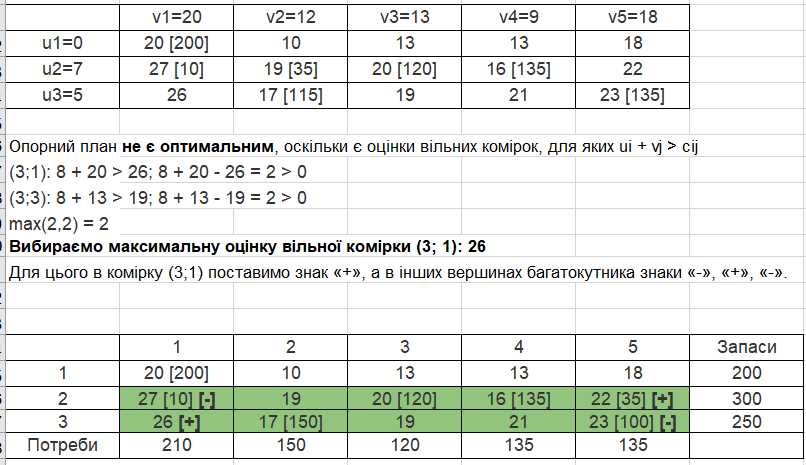 v1=20 v2=12 v3=13 v4=9 v5=18
u1=0 20 [200] 10 13 13 18
u2=7 27 [10] 19 [35] 20 [120] 16 [135] 22
u3=5 26 17 [115] 19 21 23 [135]
Опорний план не є оптимальним, оскільки є оцінки вільних комірок, для яких ui + vj > cij
(3;1): 8 + 20 > 26; 8 + 20 - 26 = 2 > 0
(3;3): 8 + 13 > 19; 8 + 13 - 19 = 2 > 0
max(2,2) = 2
Вибираємо максимальну оцінку вільної комірки (3; 1): 26
Для цього в комірку (3;1) поставимо знак «+», а в інших вершинах багатокутника знаки «-», «+», «-».
1 2 3 4 5 Запаси
1 20 [200] 10 13 13 18 200
2 27 [10] [-] 19 20 [120] 16 [135] 22 [35] [+] 300
3 26 [+] 17 [150] 19 21 23 [100] [-] 250
Потреби 210 150 120 135 135